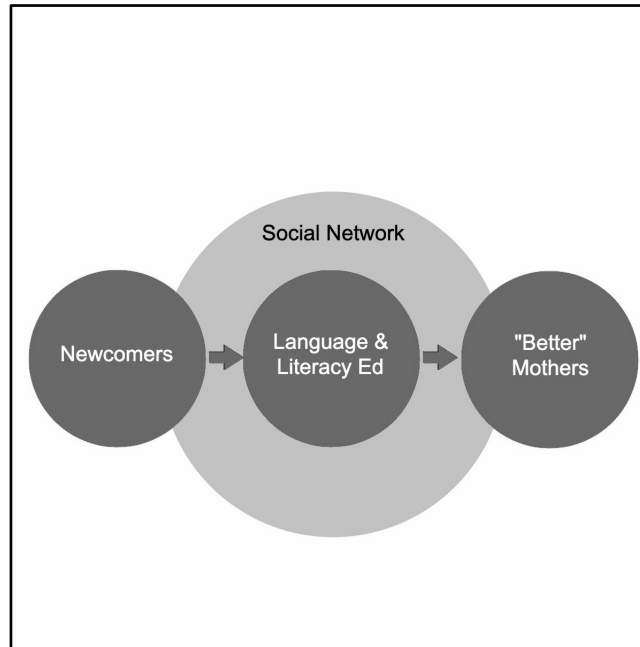 Social Network
Newcomers
Language &
Literacy Ed
"Better"
Mothers